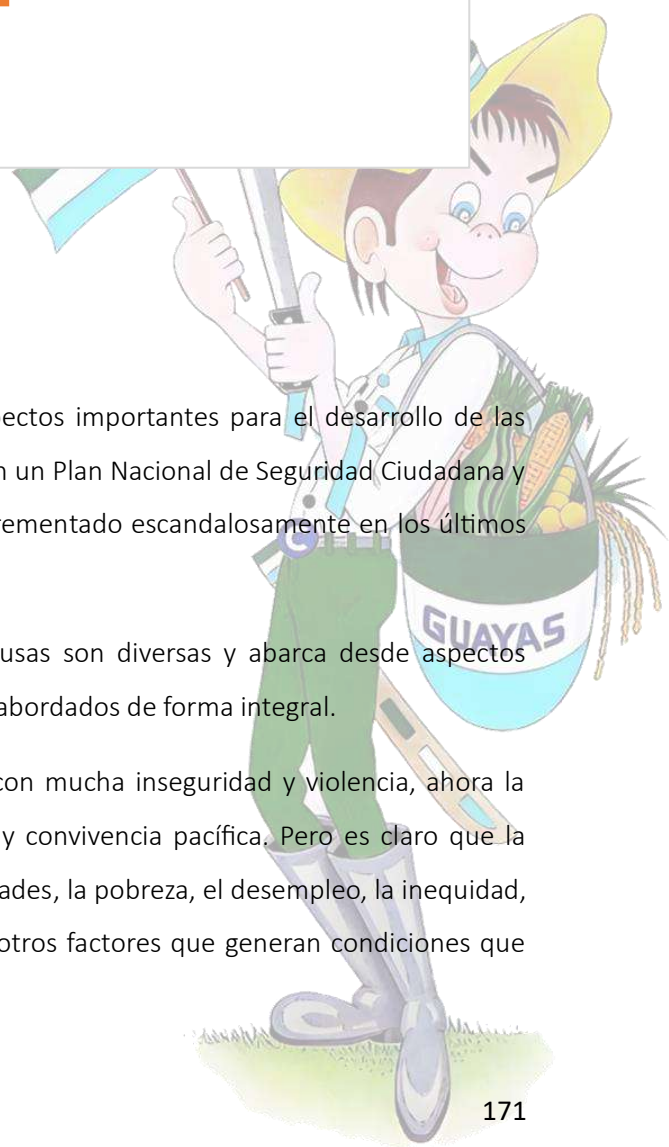 pectos importantes para el desarrollo de las
n un Plan Nacional de Seguridad Ciudadana y
rementado escandalosamente en los últimos
C
GUAYAS
usas son diversas y abarca desde aspectos
abordados de forma integral.
con mucha inseguridad y violencia, ahora la
y convivencia pacífica. Pero es claro que la
ades, la pobreza, el desempleo, la inequidad,
otros factores que generan condiciones que
171